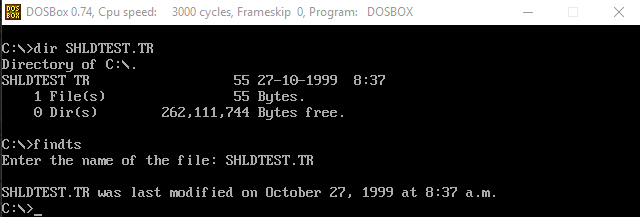 DOSBox 0.74, Cpu speed: 3000 cycles, Frameskip 0, Program: DOSBOX
C:\>dir SHLDTEST.TR
Directory of C:\.
SHLDTEST TR 55 27-10-1999 8:37
1 File(s) 55 Bytes.
0 Dir(s) 262,111,744 Bytes free.
C:\>findts
Enter the name of the file: SHLDTEST.TR
SHLDTEST.TR was last modified on October 27, 1999 at 8:37 a.m.
C:\>_